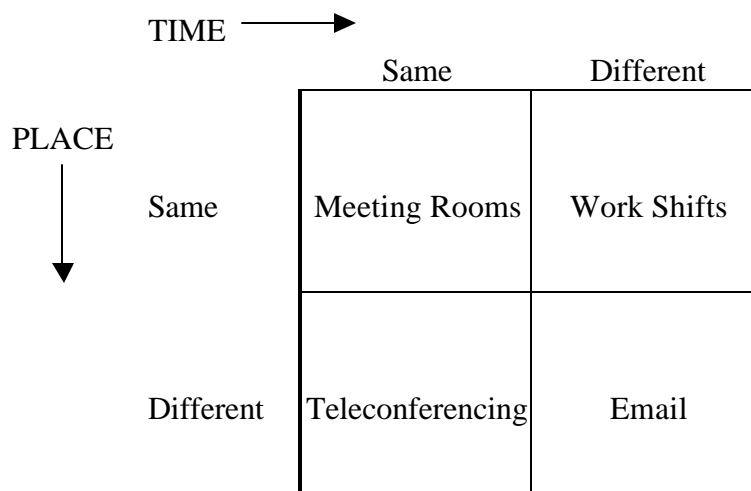 TIME
Same Different
PLACE
Same Meeting Rooms Work Shifts
Different Teleconferencing Email